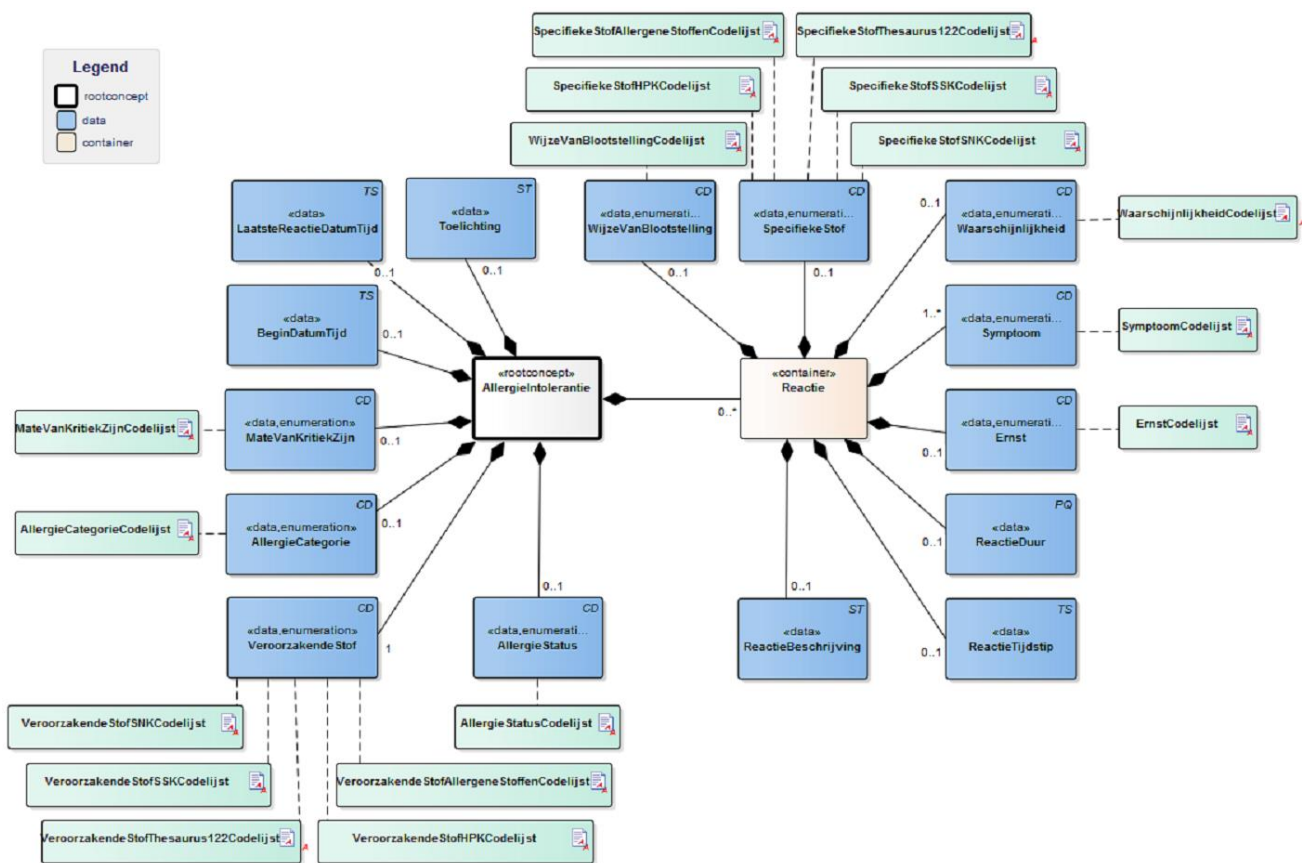 Legend
rootconcept
data
container
SpecifiekeStofAllergeneStoffenCodelijst
SpecifiekeStofThesaurus122Codelijst
SpecifiekeStofHPKCodelijst
SpecifiekeStofSSKCodelijst
WijzeVanBlootstellingCodelijst
SpecifiekeStofSNKCodelijst
TS
«data»
LaatsteReactieDatumTijd
0..1
ST
«data»
Toelichting
0..1
CD
«data,enumerati...
WijzeVanBlootstelling
0..1
CD
«data,enumerati...
SpecifiekeStof
0..1
0..1
CD
«data,enumerati...
Waarschijnlijkheid
WaarschijnlijkheidCodelijst
TS
«data»
BeginDatumTijd
0..1
1..*
CD
«data,enumerati...
Symptoom
SymptoomCodelijst
«rootconcept»
AllergieIntolerantie
0..*
«container»
Reactie
MateVanKritiekZijnCodelijst
CD
«data,enumeration»
MateVanKritiekZijn
0..1
0..1
CD
«data,enumerati...
Ernst
ErnstCodelijst
AllergieCategorieCodelijst
CD
«data,enumeration»
AllergieCategorie
0..1
0..1
PQ
«data»
ReactieDuur
CD
«data,enumeration»
VeroorzakendeStof
1
0..1
CD
«data,enumerati...
AllergieStatus
0..1
ST
«data»
ReactieBeschrijving
0..1
TS
«data»
ReactieTijdstip
VeroorzakendeStofSNKCodelijst
AllergieStatusCodelijst
VeroorzakendeStofSSKCodelijst
VeroorzakendeStofAllergeneStoffenCodelijst
VeroorzakendeStofThesaurus122Codelijst
VeroorzakendeStofHPKCodelijst